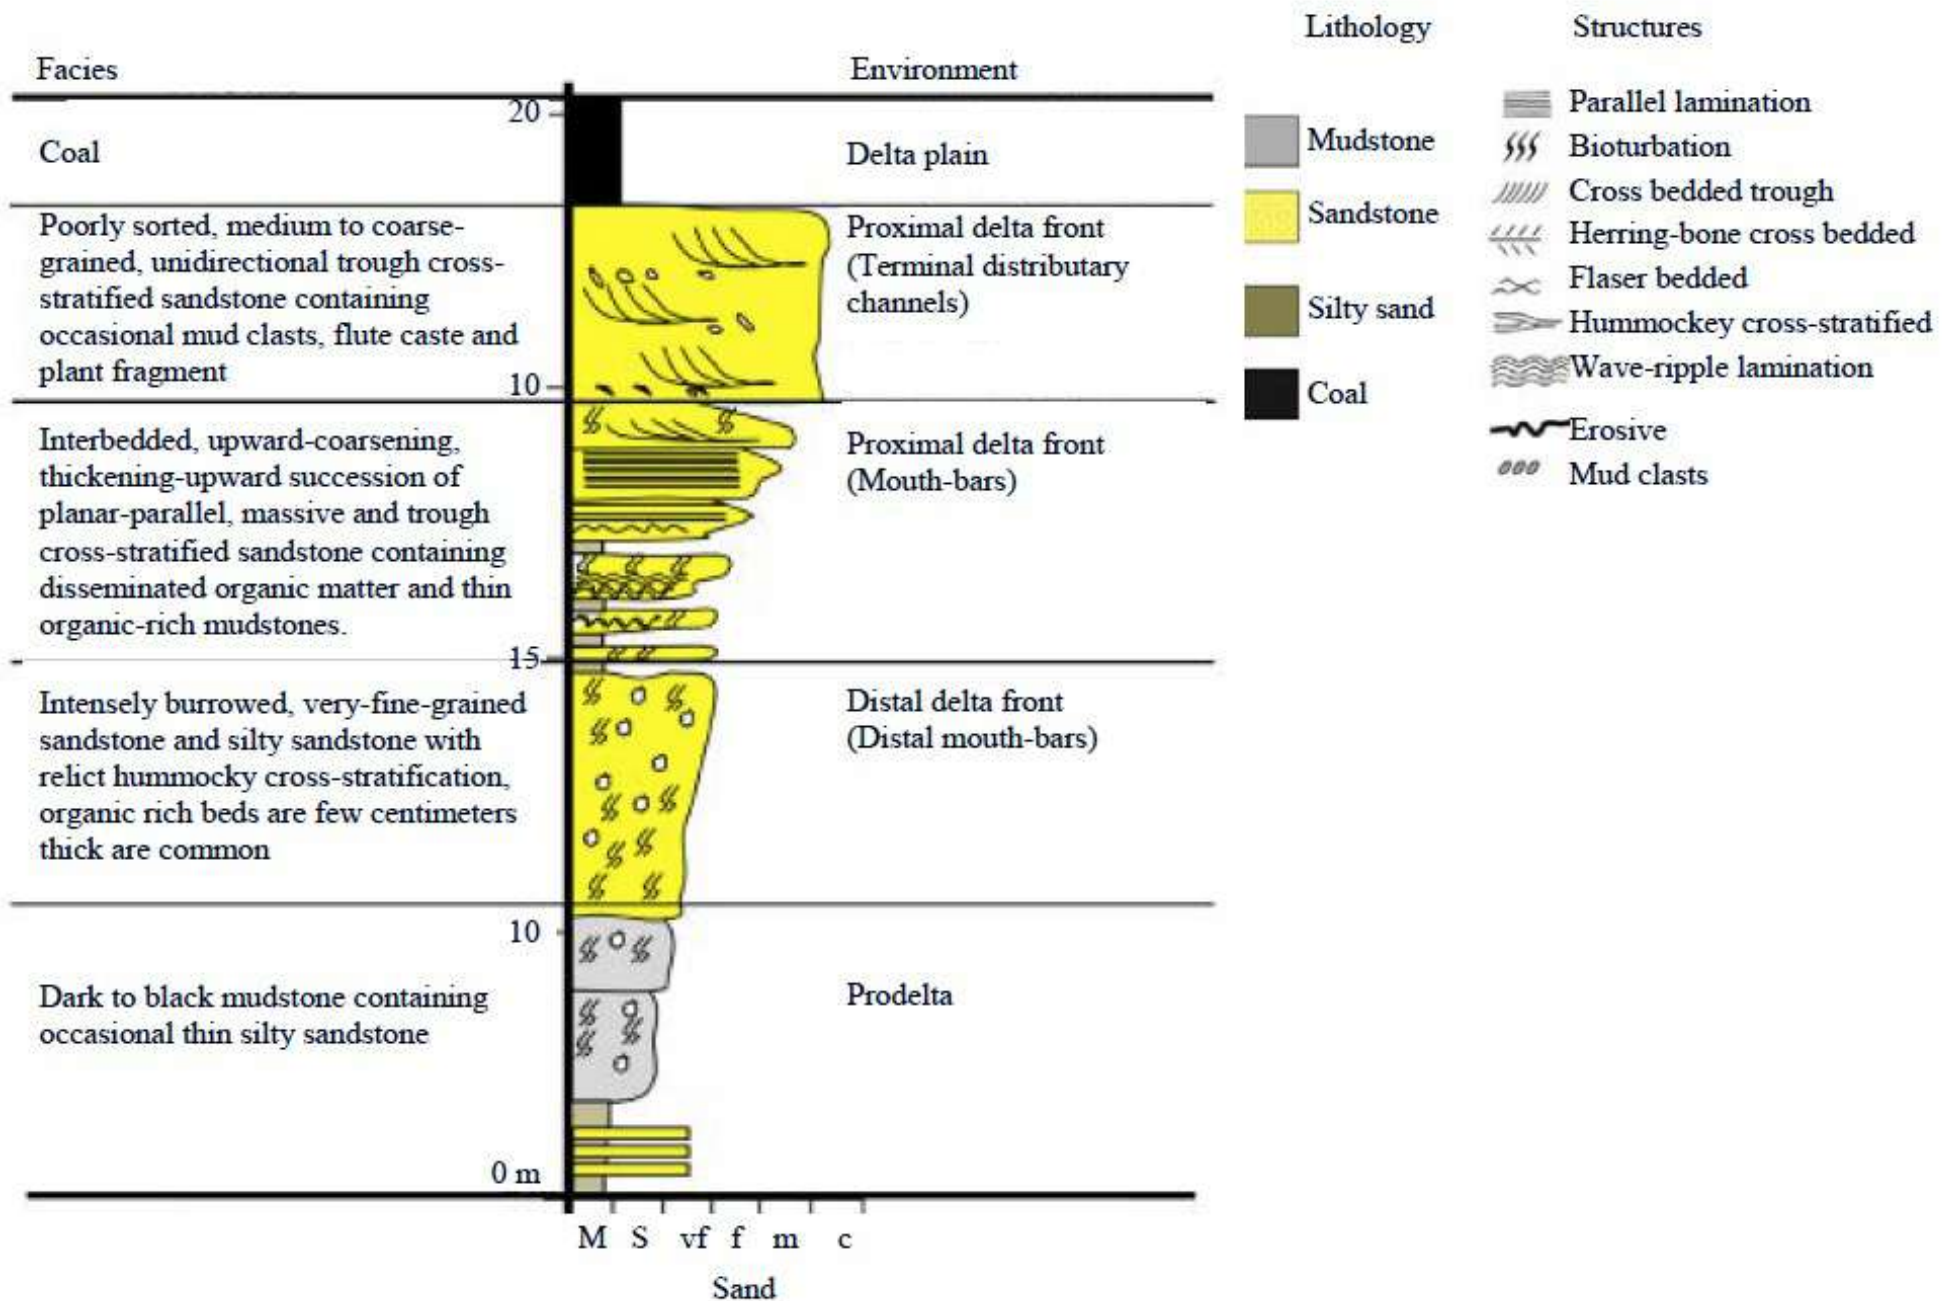 Facies
Environment
Lithology
Structures
20
Coal
Delta plain
Poorly sorted, medium to coarse-
grained, unidirectional trough cross-
stratified sandstone containing
occasional mud clasts, flute caste and
plant fragment
Proximal delta front
(Terminal distributary
channels)
10
Interbedded, upward-coarsening,
thickening-upward succession of
planar-parallel, massive and trough
cross-stratified sandstone containing
disseminated organic matter and thin
organic-rich mudstones.
Proximal delta front
(Mouth-bars)
15
Intensely burrowed, very-fine-grained
sandstone and silty sandstone with
relict hummocky cross-stratification,
organic rich beds are few centimeters
thick are common
Distal delta front
(Distal mouth-bars)
10
Dark to black mudstone containing
occasional thin silty sandstone
Prodelta
0 m
M S vf f m c
Sand
Mudstone
Sandstone
Silty sand
Coal
Parallel lamination
Bioturbation
Cross bedded trough
Herring-bone cross bedded
Flaser bedded
Hummockey cross-stratified
Wave-ripple lamination
Erosive
Mud clasts